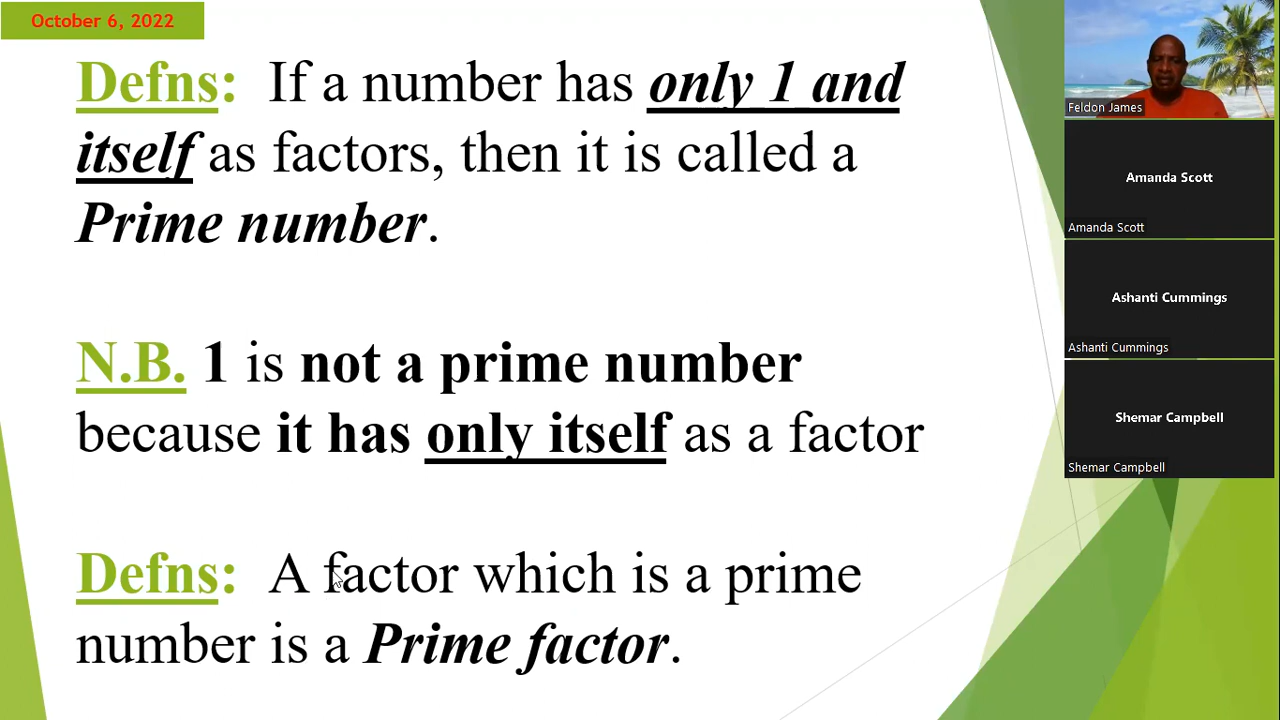 October 6, 2022
Defns: If a number has only 1 and
itself as factors, then it is called a
Prime number.
N.B. 1 is not a prime number
because it has only itself as a factor
Defns: A factor which is a prime
number is a Prime factor.
Feldon James
Amanda Scott
Amanda Scott
Ashanti Cummings
Ashanti Cummings
Shemar Campbell
Shemar Campbell